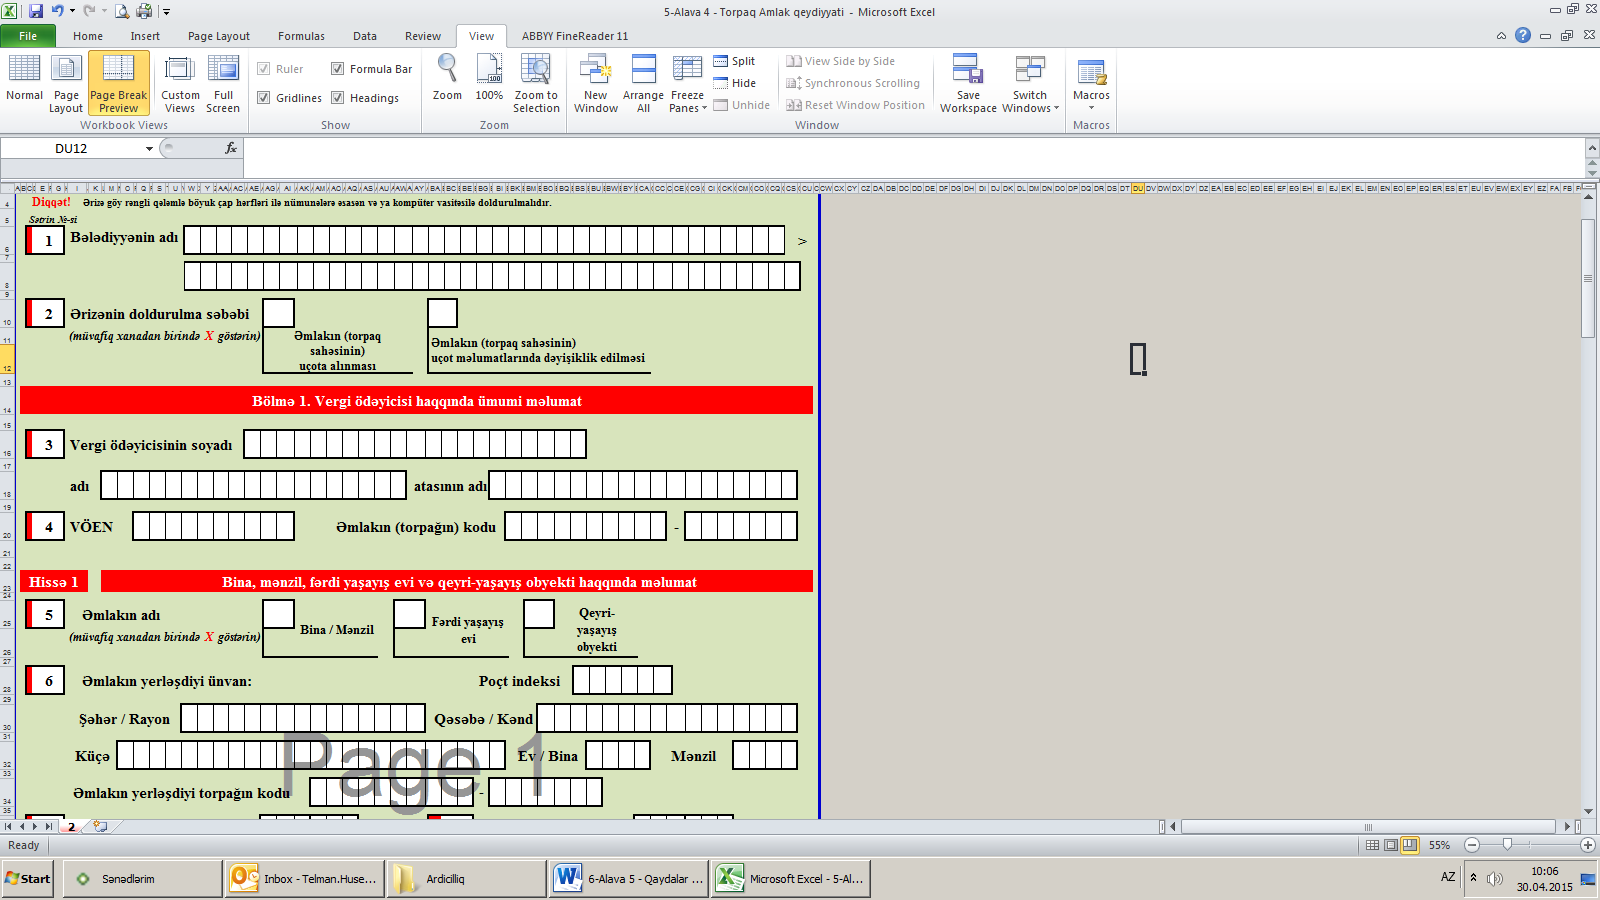 5-Alava 4 - Torpaq Amlak qeydiyyati - Microsoft Excel
File Home Insert Page Layout Formulas Data Review View ABBYY FineReader 11
Normal
Page Layout
Page Break Preview
Custom Views
Full Screen
Workbook Views
Ruler
Formula Bar
Gridlines
Headings
Show
Zoom
100%
Zoom to Selection
Zoom
New Window
Arrange All
Freeze Panes
Split
Hide
Unhide
View Side by Side
Synchronous Scrolling
Reset Window Position
Window
Save Workspace
Switch Windows
Macros
Macros
DU12
fx
Diqqət! Ərizə göy rəngli qələmlə böyük çap hərfləri ilə nümunələrə əsasən və ya kompüter vasitəsilə doldurulmalıdır.
Sətrin №-si
1 Bələdiyyənin adı >
2 Ərizənin doldurulma səbəbi
(müvafiq xanadan birində X göstərin)
Əmlakın (torpaq
sahəsinin)
uçota alınması
Əmlakın (torpaq sahəsinin)
uçot məlumatlarında dəyişiklik edilməsi
Bölmə 1. Vergi ödəyicisi haqqında ümumi məlumat
3 Vergi ödəyicisinin soyadı
adı atasının adı
4 VÖEN Əmlakın (torpağın) kodu -
Hissə 1 Bina, mənzil, fərdi yaşayış evi və qeyri-yaşayış obyekti haqqında məlumat
5 Əmlakın adı
(müvafiq xanadan birində X göstərin)
Bina / Mənzil
Fərdi yaşayış
evi
Qeyri-
yaşayış
obyekti
6 Əmlakın yerləşdiyi ünvan: Poçt indeksi
Şəhər / Rayon Qəsəbə / Kənd
Küçə Ev / Bina Mənzil
Page 1
Əmlakın yerləşdiyi torpağın kodu -
2
Ready 55%
Start Sənədlərim Inbox - Telman.Huse... Ardicilliq 6-Alava 5 - Qaydalar ... Microsoft Excel - 5-Al... AZ 10:06
30.04.2015